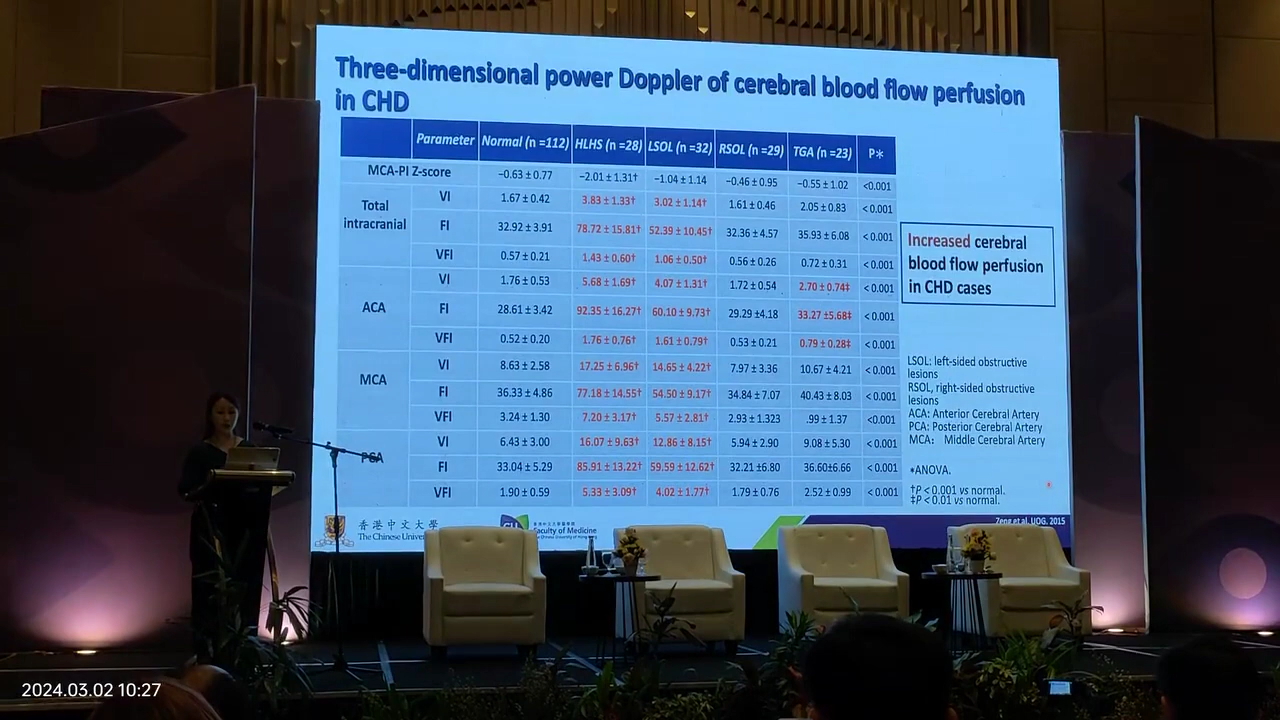 Three-dimensional power Doppler of cerebral blood flow perfusion
in CHD
Parameter Normal (n =112) HLHS (n =28) LSOL (n =32) RSOL (n =29) TGA (n =23) P*
MCA-PI Z-score −0.63 ± 0.77 −2.01 ± 1.31† −1.04 ± 1.14 −0.46 ± 0.95 −0.55 ± 1.02 <0.001
Total
intracranial
VI 1.67 ± 0.42 3.83 ± 1.33† 3.02 ± 1.14† 1.61 ± 0.46 2.05 ± 0.83 < 0.001
FI 32.92 ± 3.91 78.72 ± 15.81† 52.39 ± 10.45† 32.36 ± 4.57 35.93 ± 6.08 < 0.001
VFI 0.57 ± 0.21 1.43 ± 0.60† 1.06 ± 0.50† 0.56 ± 0.26 0.72 ± 0.31 < 0.001
ACA
VI 1.76 ± 0.53 5.68 ± 1.69† 4.07 ± 1.31† 1.72 ± 0.54 2.70 ± 0.74‡ < 0.001
FI 28.61 ± 3.42 92.35 ± 16.27† 60.10 ± 9.73† 29.29 ±4.18 33.27 ±5.68‡ < 0.001
VFI 0.52 ± 0.20 1.76 ± 0.76† 1.61 ± 0.79† 0.53 ± 0.21 0.79 ± 0.28‡ < 0.001
MCA
VI 8.63 ± 2.58 17.25 ± 6.96† 14.65 ± 4.22† 7.97 ± 3.36 10.67 ± 4.21 < 0.001
FI 36.33 ± 4.86 77.18 ± 14.55† 54.50 ± 9.17† 34.84 ± 7.07 40.43 ± 8.03 < 0.001
VFI 3.24 ± 1.30 7.20 ± 3.17† 5.57 ± 2.81† 2.93 ± 1.323 .99 ± 1.37 <0.001
PCA
VI 6.43 ± 3.00 16.07 ± 9.63† 12.86 ± 8.15† 5.94 ± 2.90 9.08 ± 5.30 < 0.001
FI 33.04 ± 5.29 85.91 ± 13.22† 59.59 ± 12.62† 32.21 ±6.80 36.60±6.66 < 0.001
VFI 1.90 ± 0.59 5.33 ± 3.09† 4.02 ± 1.77† 1.79 ± 0.76 2.52 ± 0.99 < 0.001
Increased cerebral
blood flow perfusion
in CHD cases
LSOL: left-sided obstructive
lesions
RSOL, right-sided obstructive
lesions
ACA: Anterior Cerebral Artery
PCA: Posterior Cerebral Artery
MCA: Middle Cerebral Artery
*ANOVA.
†P < 0.001 vs normal.
‡P < 0.01 vs normal.
Zeng et al. UOG. 2015
香港中文大學
The Chinese Univer
CU
香港中文大學醫學院
Faculty of Medicine
The Chinese University of Hong Kong
2024.03.02 10:27